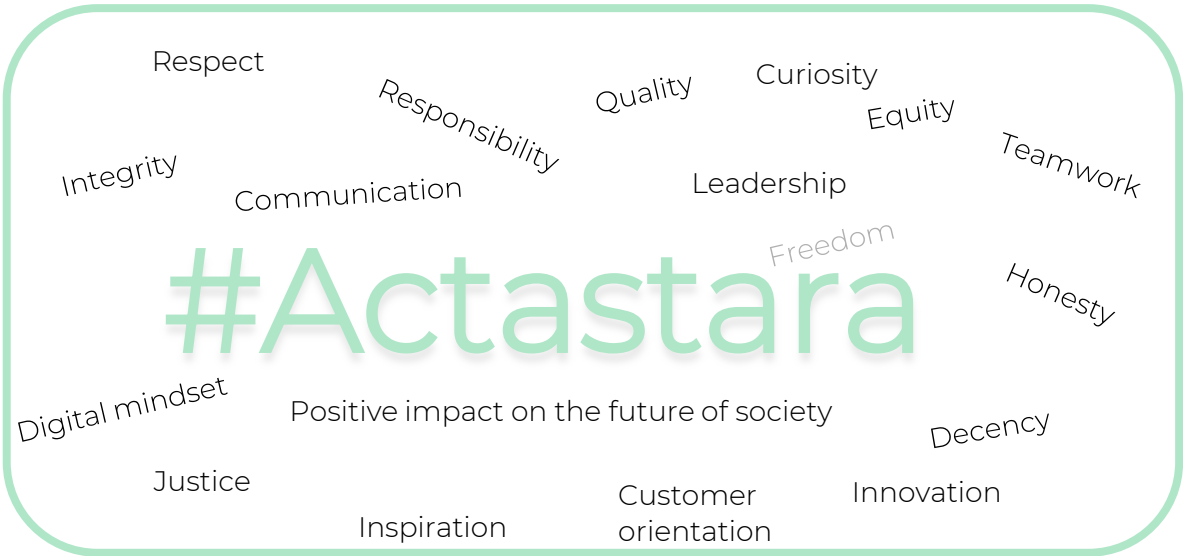 Respect
Responsibility
Quality
Curiosity
Equity
Teamwork
Integrity
Communication
Leadership
Freedom
#Actastara
Honesty
Digital mindset
Positive impact on the future of society
Decency
Justice
Customer
orientation
Innovation
Inspiration